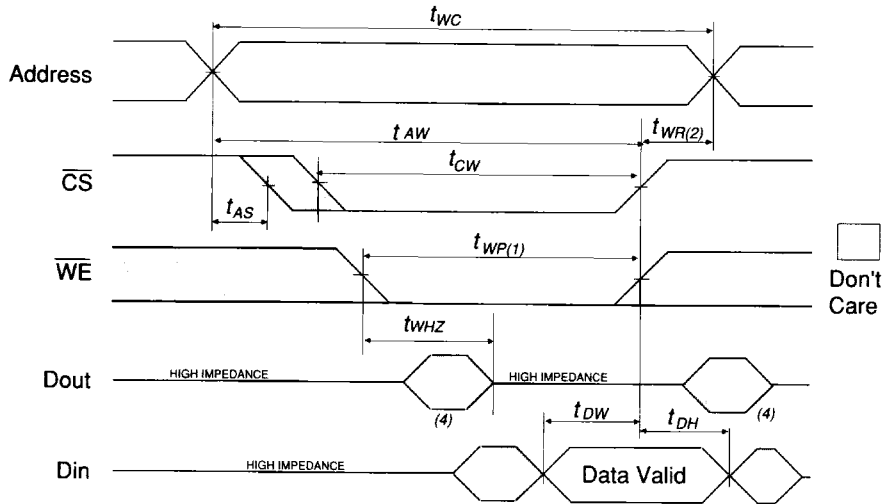 tWC
Address
tAW
tWR(2)
tCW
CS
tAS
tWP(1)
WE
Don't
Care
tWHZ
HIGH IMPEDANCE
HIGH IMPEDANCE
Dout
(4)
(4)
tDW
tDH
HIGH IMPEDANCE
Din
Data Valid